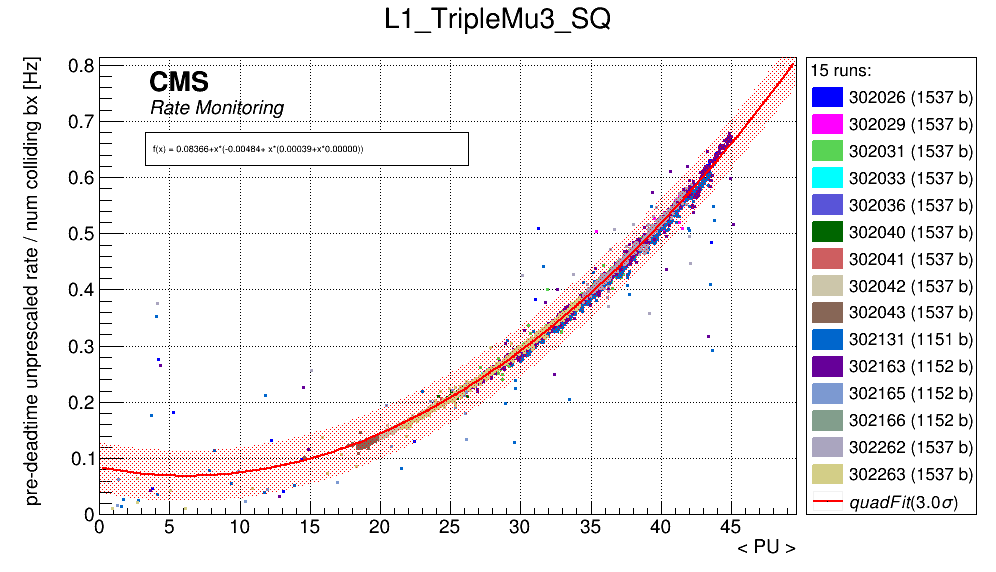 L1_TripleMu3_SQ
pre-deadtime unprescaled rate / num colliding bx [Hz]
0.8
0.7
0.6
0.5
0.4
0.3
0.2
0.1
0
CMS
Rate Monitoring
f(x) = 0.08366+x*(-0.00484+ x*(0.00039+x*0.00000))
0 5 10 15 20 25 30 35 40 45
< PU >
15 runs:
302026 (1537 b)
302029 (1537 b)
302031 (1537 b)
302033 (1537 b)
302036 (1537 b)
302040 (1537 b)
302041 (1537 b)
302042 (1537 b)
302043 (1537 b)
302131 (1151 b)
302163 (1152 b)
302165 (1152 b)
302166 (1152 b)
302262 (1537 b)
302263 (1537 b)
quadFit(3.0σ)